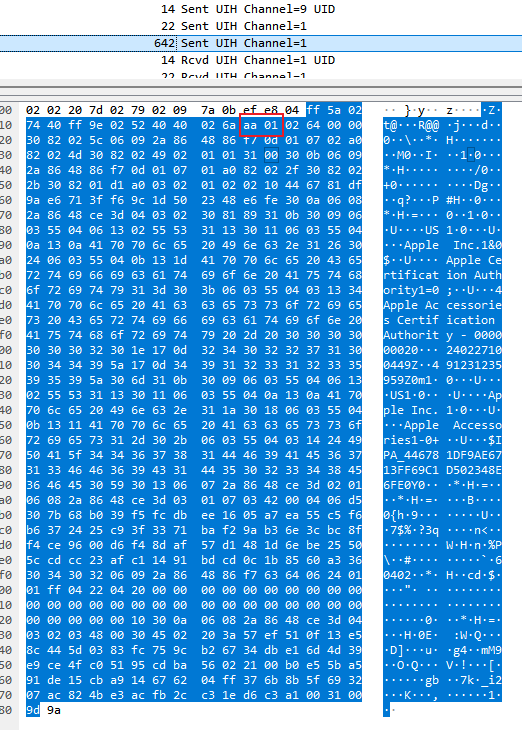 14 Sent UIH Channel=9 UID
22 Sent UIH Channel=1
642 Sent UIH Channel=1
14 Rcvd UIH Channel=1 UID
22 Rcvd UIH Channel=1
00 02 02 20 7d 02 79 02 09 7a 0b ef e8 04 ff 5a 02 ·· }·y·· z·····Z·
10 74 40 ff 9e 02 52 40 40 02 6a aa 01 02 64 00 00 t@···R@@ ·j···d··
20 30 82 02 5c 06 09 2a 86 48 86 f7 0d 01 07 02 a0 0··\··*· H·······
30 82 02 4d 30 82 02 49 02 01 01 31 00 30 0b 06 09 ··M0··I· ··1·0···
40 2a 86 48 86 f7 0d 01 07 01 a0 82 02 2f 30 82 02 *·H····· ····/0··
50 2b 30 82 01 d1 a0 03 02 01 02 02 10 44 67 81 df +0······ ····Dg··
60 9a e6 71 3f f6 9c 1d 50 23 48 e6 fe 30 0a 06 08 ··q?···P #H··0···
70 2a 86 48 ce 3d 04 03 02 30 81 89 31 0b 30 09 06 *·H·=··· 0··1·0··
80 03 55 04 06 13 02 55 53 31 13 30 11 06 03 55 04 ·U····US 1·0···U·
90 0a 13 0a 41 70 70 6c 65 20 49 6e 63 2e 31 26 30 ···Apple  Inc.1&0
a0 24 06 03 55 04 0b 13 1d 41 70 70 6c 65 20 43 65 $··U···· Apple Ce
b0 72 74 69 66 69 63 61 74 69 6f 6e 20 41 75 74 68 rtificat ion Auth
c0 6f 72 69 74 79 31 3d 30 3b 06 03 55 04 03 13 34 ority1=0 ;··U···4
d0 41 70 70 6c 65 20 41 63 63 65 73 73 6f 72 69 65 Apple Ac cessorie
e0 73 20 43 65 72 74 69 66 69 63 61 74 69 6f 6e 20 s Certif ication 
f0 41 75 74 68 6f 72 69 74 79 20 2d 20 30 30 30 30 Authorit y - 0000
00 30 30 32 30 1e 17 0d 32 34 30 32 32 37 31 30 0020···  24022710
10 30 34 34 39 5a 17 0d 34 39 31 32 33 31 32 33 35 0449Z··4 91231235
20 39 35 39 5a 30 6d 31 0b 30 09 06 03 55 04 06 13 959Z0m1· 0···U···
30 02 55 53 31 13 30 11 06 03 55 04 0a 13 0a 41 70 ·US1·0·· ·U····Ap
40 70 6c 65 20 49 6e 63 2e 31 1a 30 18 06 03 55 04 ple Inc. 1·0···U·
50 0b 13 11 41 70 70 6c 65 20 41 63 63 65 73 73 6f ···Apple  Accesso
60 72 69 65 73 31 2d 30 2b 06 03 55 04 03 14 24 49 ries1-0+ ··U···$I
70 50 41 5f 34 34 36 37 38 31 44 46 39 41 45 36 37 PA_44678 1DF9AE67
80 31 33 46 46 36 39 43 31 44 35 30 32 33 34 38 45 13FF69C1 D502348E
90 36 46 45 30 59 30 13 06 07 2a 86 48 ce 3d 02 01 6FE0Y0·· ·*·H·=··
a0 06 08 2a 86 48 ce 3d 03 01 07 03 42 00 04 06 d5 ··*·H·=· ···B····
b0 30 7b 68 b0 39 f5 fc db ee 16 05 a7 ea 55 c5 f6 0{h·9··· ·····U··
c0 b6 37 24 25 c9 3f 33 71 ba f2 9a b3 6e 3c bc 8f ·7$%·?3q ····n<··
d0 f4 ce 96 00 d6 f4 8d af 57 d1 48 1d 6e be 25 50 ········ W·H·n·%P
e0 5c cd cc 23 af c1 14 91 bd cd 0c 1b 85 60 a3 36 \··#···· ·····`·6
f0 30 34 30 32 06 09 2a 86 48 86 f7 63 64 06 24 01 0402··*· H··cd·$·
00 01 ff 04 22 04 20 00 00 00 00 00 00 00 00 00 00 ···"· ·· ········
10 00 00 00 00 00 00 00 00 00 00 00 00 00 00 00 00 ········ ········
20 00 00 00 00 00 10 30 0a 06 08 2a 86 48 ce 3d 04 ······0· ··*·H·=·
30 03 02 03 48 00 30 45 02 20 3a 57 ef 51 0f 13 e5 ···H·0E·  :W·Q···
40 8c 44 5d 03 83 fc 75 9c b2 67 34 db e1 6d 4d 39 ·D]···u· ·g4··mM9
50 e9 ce 4f c0 51 95 cd ba 56 02 21 00 b0 e5 5b a5 ··O·Q··· V·!···[·
60 91 de 15 cb a9 14 67 62 04 ff 37 6b 8b 5f 69 32 ······gb ··7k·_i2
70 07 ac 82 4b e3 ac fb 2c c3 1e d6 c3 a1 00 31 00 ···K···, ······1·
80 9d 9a ··